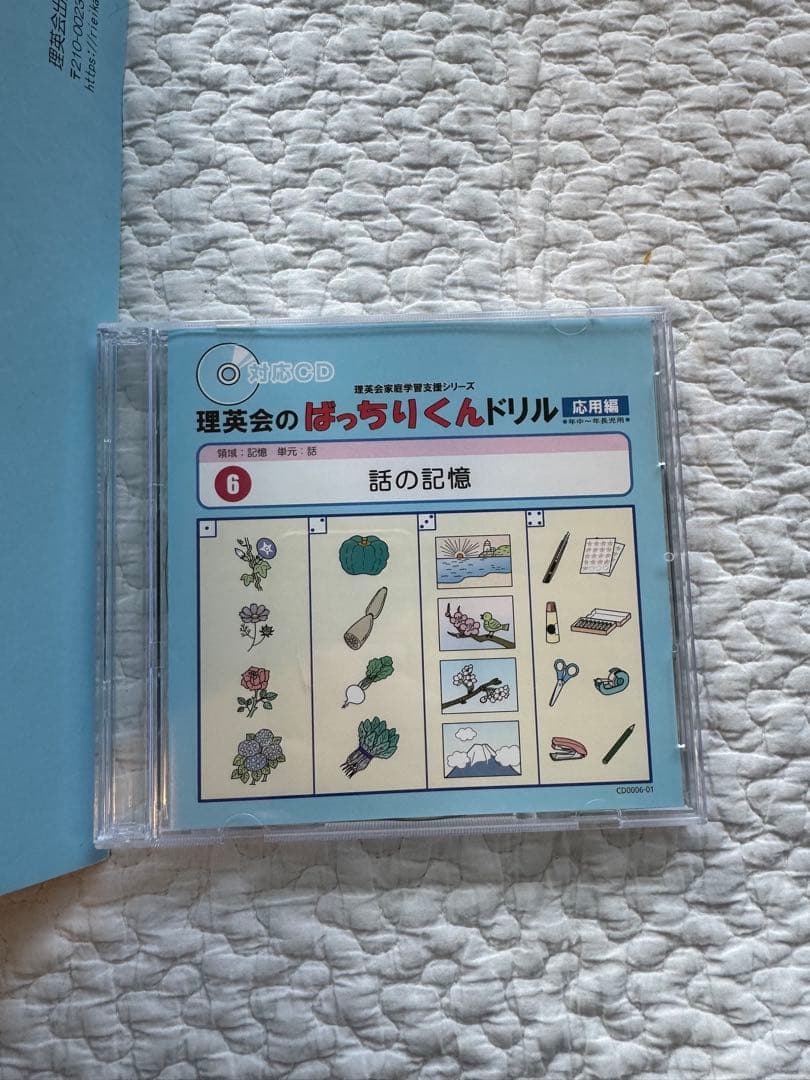 理英会出
〒210-0023
https://rieika
対応CD
理英会家庭学習支援シリーズ
理英会の ばっちりくんドリル 応用編
●年中～年長児用●
領域：記憶 単元：話
6 話の記憶
CD0006-01